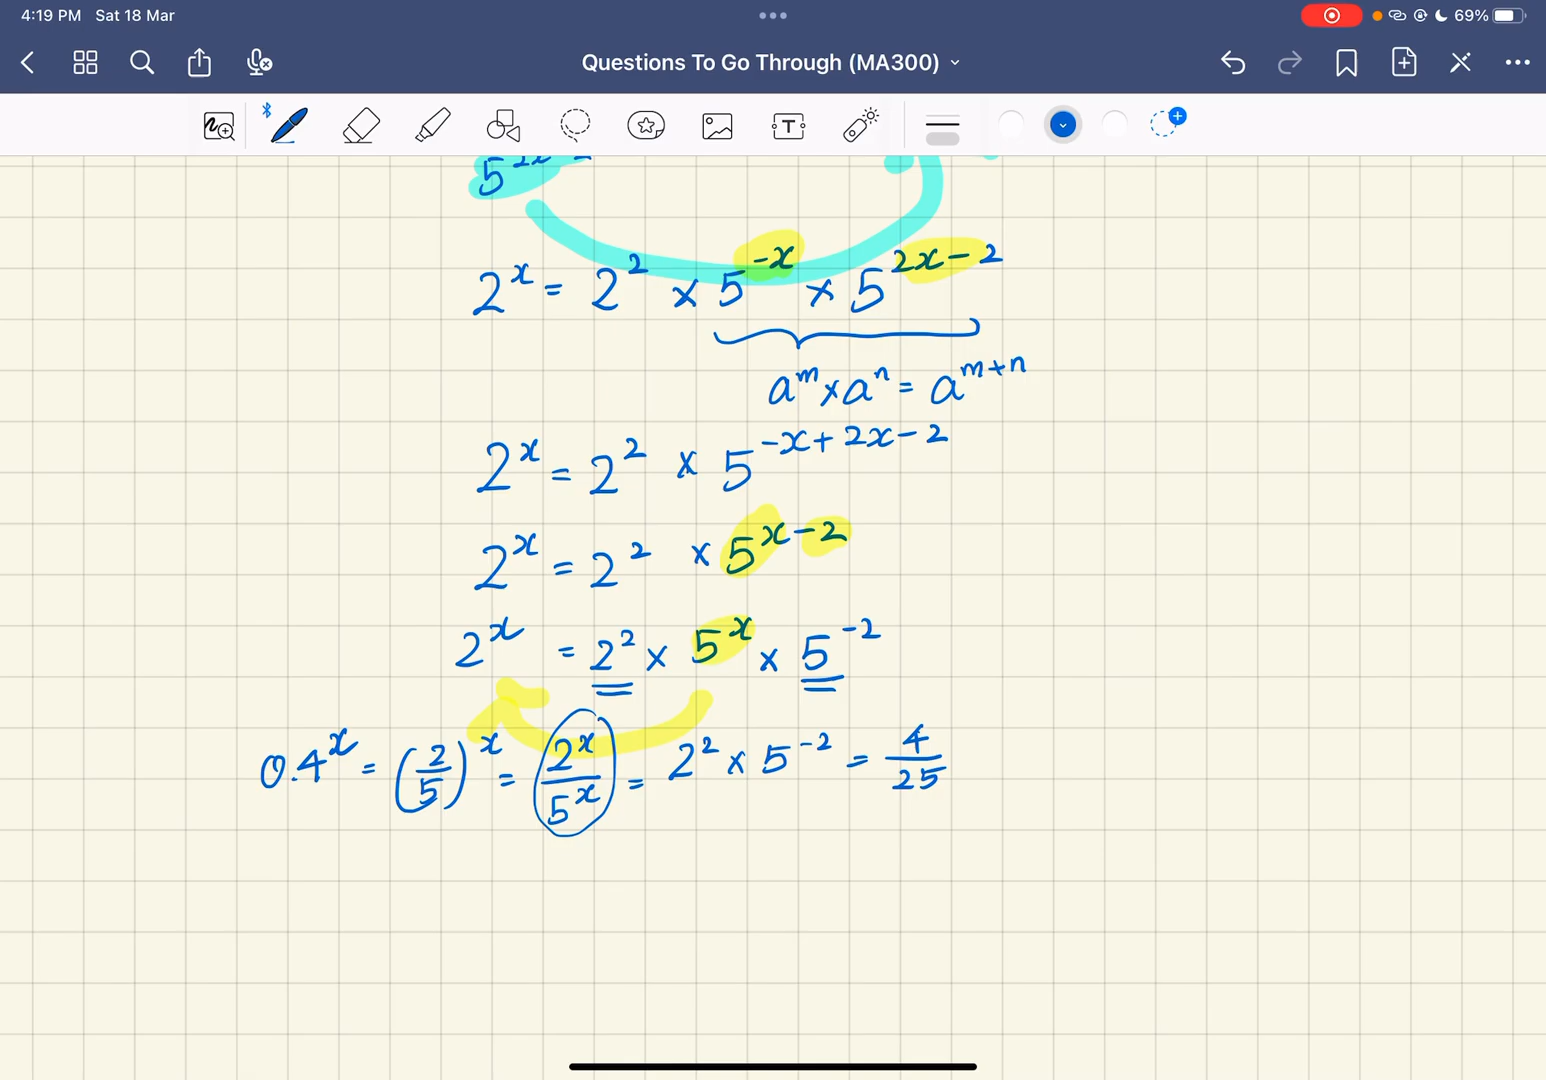 4:19 PM Sat 18 Mar
69%
Questions To Go Through (MA300)
T
5
2^x = 2^2 × 5^{-x} × 5^{2x-2}
a^m × a^n = a^{m+n}
2^x = 2^2 × 5^{-x+2x-2}
2^x = 2^2 × 5^{x-2}
2^x = 2^2 × 5^x × 5^{-2}
0.4^x = (2/5)^x = 2^x/5^x = 2^2 × 5^{-2} = 4/25